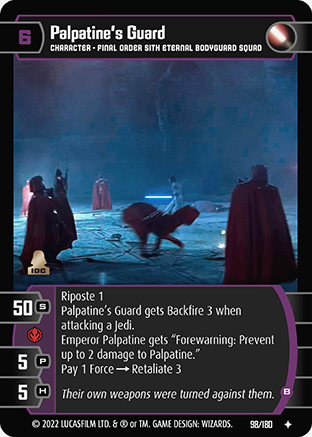 6
Palpatine's Guard
CHARACTER • FINAL ORDER SITH ETERNAL BODYGUARD SQUAD
IDC
50 S
5 P
5 H
Riposte 1
Palpatine's Guard gets Backfire 3 when
attacking a Jedi.
Emperor Palpatine gets “Forewarning: Prevent
up to 2 damage to Palpatine.”
Pay 1 Force → Retaliate 3
Their own weapons were turned against them.
B
© 2022 LUCASFILM LTD. & ® OR TM. GAME DESIGN: WIZARDS.
98/180